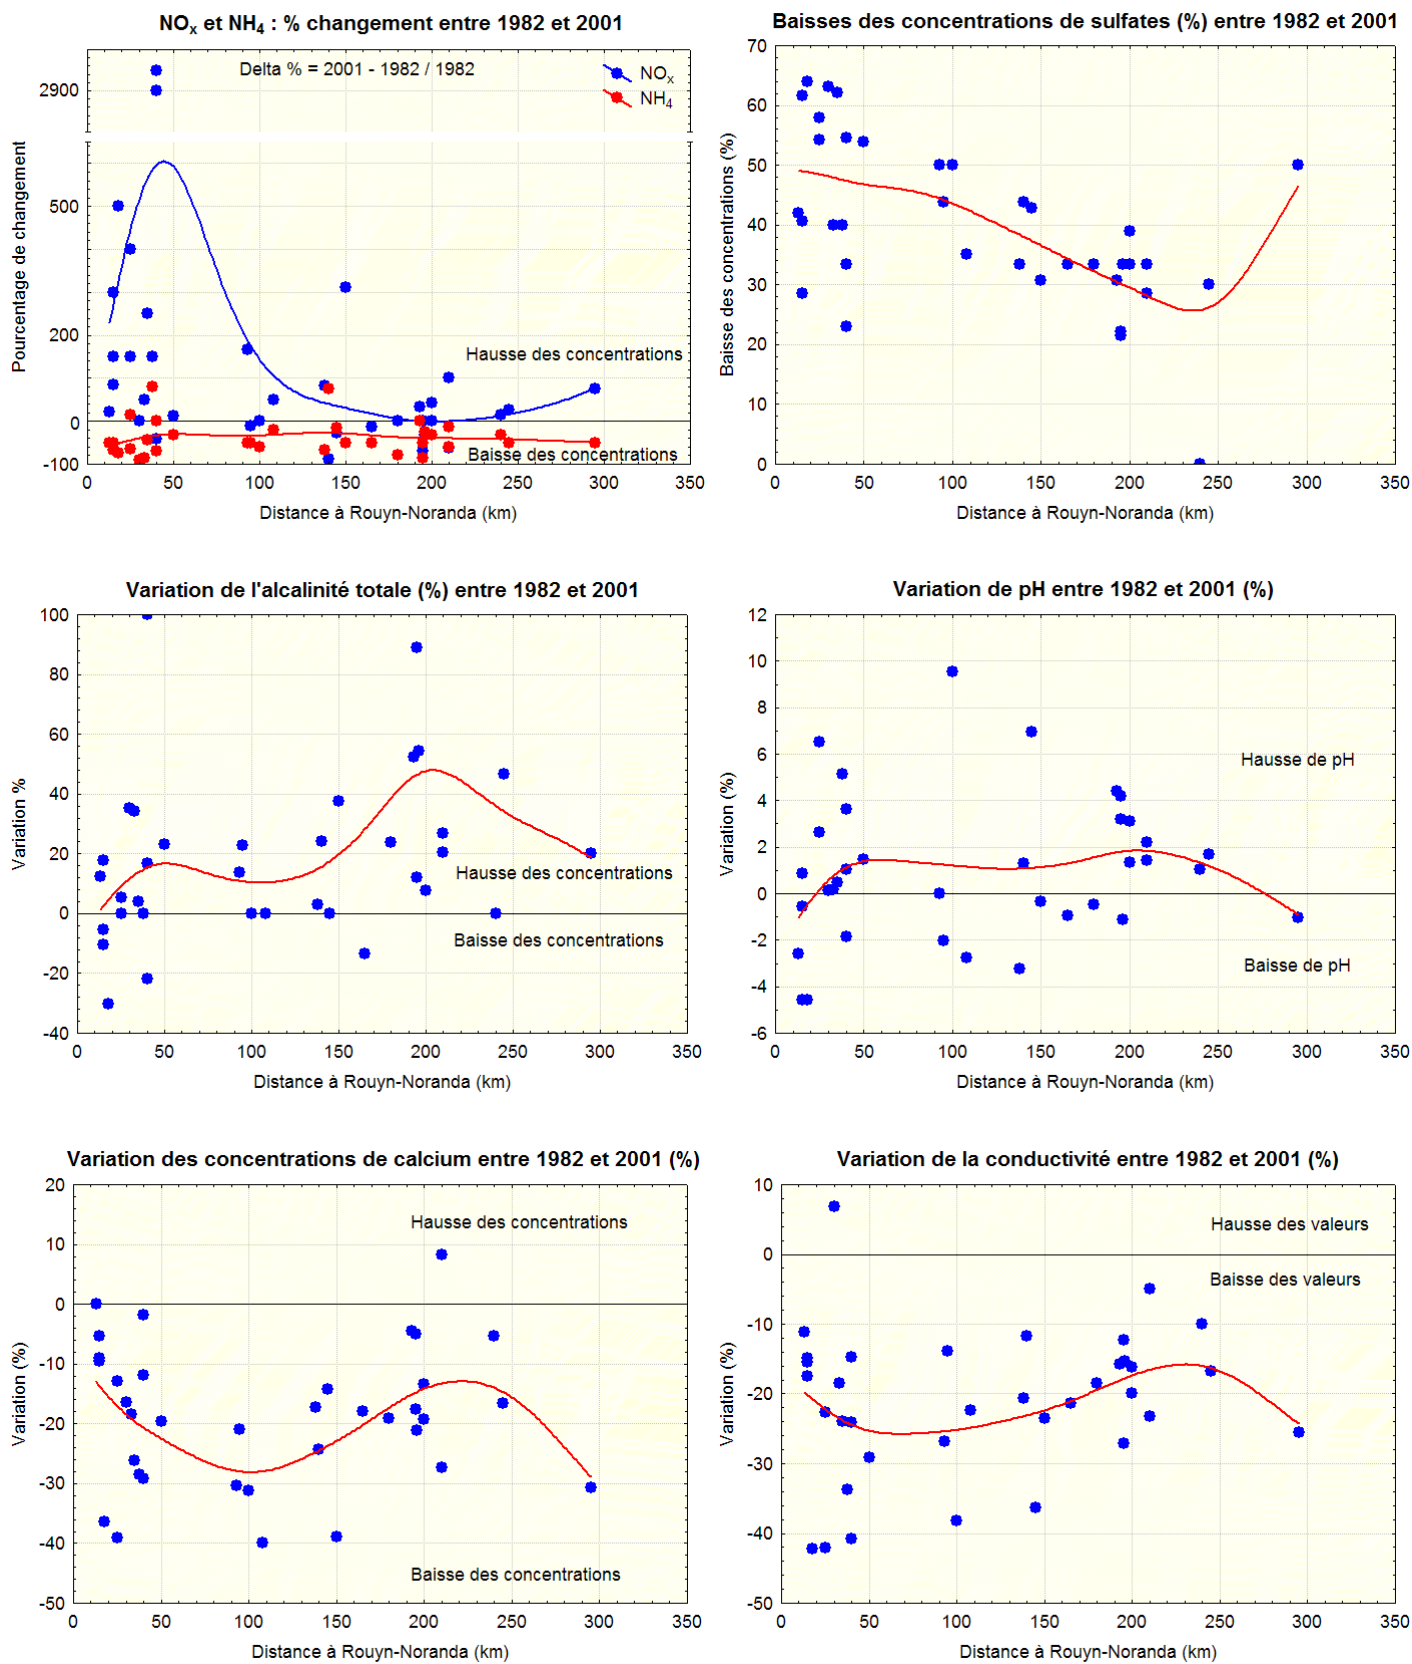 NOx et NH4 : % changement entre 1982 et 2001
Delta % = 2001 - 1982 / 1982
NOx
NH4
2900
500
200
0
-100
Pourcentage de changement
Hausse des concentrations
Baisse des concentrations
0 50 100 150 200 250 300 350
Distance à Rouyn-Noranda (km)
Baisses des concentrations de sulfates (%) entre 1982 et 2001
70
60
50
40
30
20
10
0
Baisse des concntrations (%)
0 50 100 150 200 250 300 350
Distance à Rouyn-Noranda (km)
Variation de l'alcalinité totale (%) entre 1982 et 2001
100
80
60
40
20
0
-20
-40
Variation %
Hausse des concentrations
Baisse des concentrations
0 50 100 150 200 250 300 350
Distance à Rouyn-Noranda (km)
Variation de pH entre 1982 et 2001 (%)
12
10
8
6
4
2
0
-2
-4
-6
Variation (%)
Hausse de pH
Baisse de pH
0 50 100 150 200 250 300 350
Distance à Rouyn-Noranda (km)
Variation des concentrations de calcium entre 1982 et 2001 (%)
20
10
0
-10
-20
-30
-40
-50
Variation (%)
Hausse des concentrations
Baisse des concentrations
0 50 100 150 200 250 300 350
Distance à Rouyn-Noranda (km)
Variation de la conductivité entre 1982 et 2001 (%)
10
0
-10
-20
-30
-40
-50
Variation (%)
Hausse des valeurs
Baisse des valeurs
0 50 100 150 200 250 300 350
Distance à Rouyn-Noranda (km)